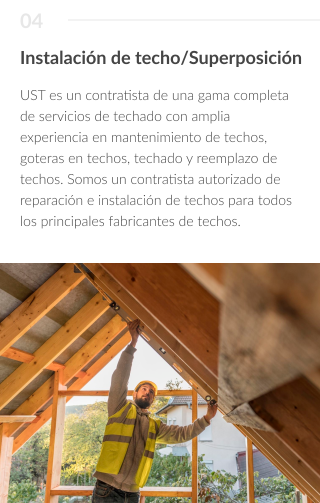 04
Instalación de techo/Superposición
UST es un contratista de una gama completa
de servicios de techado con amplia
experiencia en mantenimiento de techos,
goteras en techos, techado y reemplazo de
techos. Somos un contratista autorizado de
reparación e instalación de techos para todos
los principales fabricantes de techos.